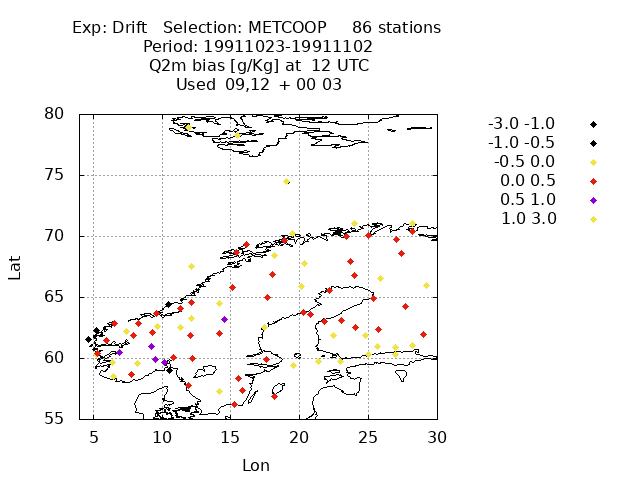 Exp: Drift Selection: METCOOP 86 stations
Period: 19911023-19911102
Q2m bias [g/Kg] at 12 UTC
Used 09,12 + 00 03
80
75
70
65
60
55
5 10 15 20 25 30
Lat
Lon
-3.0 -1.0
-1.0 -0.5
-0.5 0.0
0.0 0.5
0.5 1.0
1.0 3.0